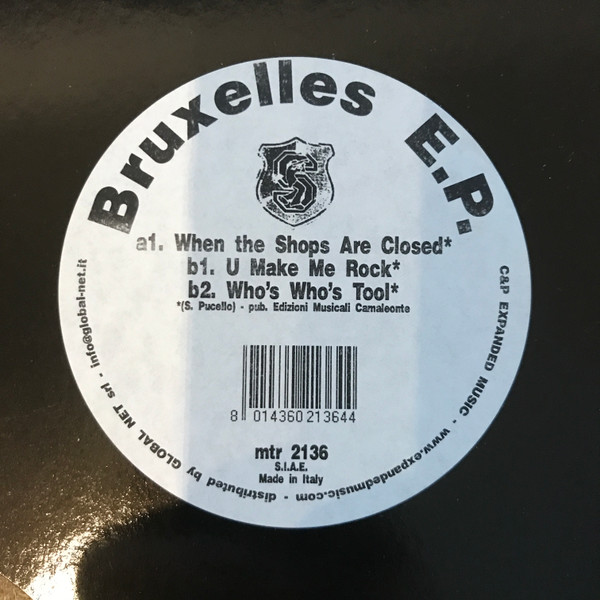 Bruxelles E.P.
S
a1. When the Shops Are Closed*
b1. U Make Me Rock*
b2. Who's Who's Tool*
*(S. Pucello) - pub. Edizioni Musicali Camaleonte
8 014360 213644
mtr 2136
S.I.A.E.
Made in Italy
C&P EXPANDED MUSIC - www.expandedmusic.com - distributed by GLOBAL NET srl - info@global-net.it